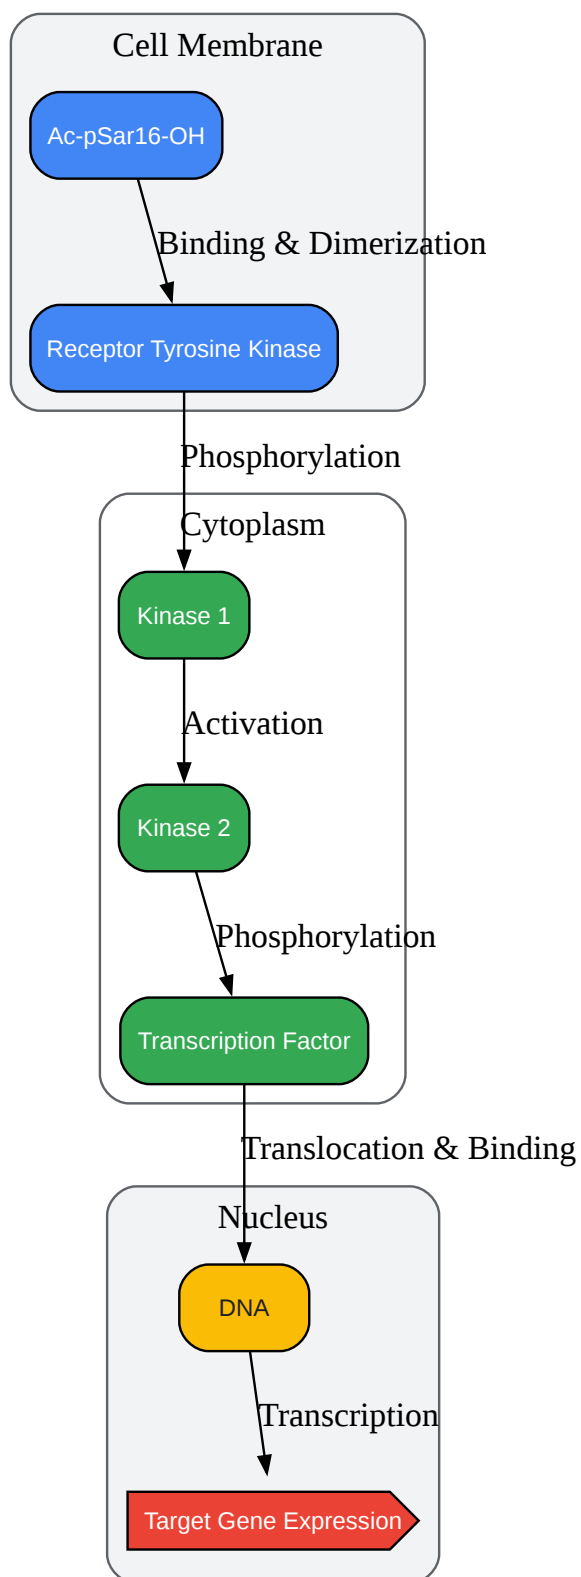 Cell Membrane
Ac-pSar16-OH
Binding & Dimerization
Receptor Tyrosine Kinase
Phosphorylation
Cytoplasm
Kinase 1
Activation
Kinase 2
Phosphorylation
Transcription Factor
Translocation & Binding
Nucleus
DNA
Transcription
Target Gene Expression